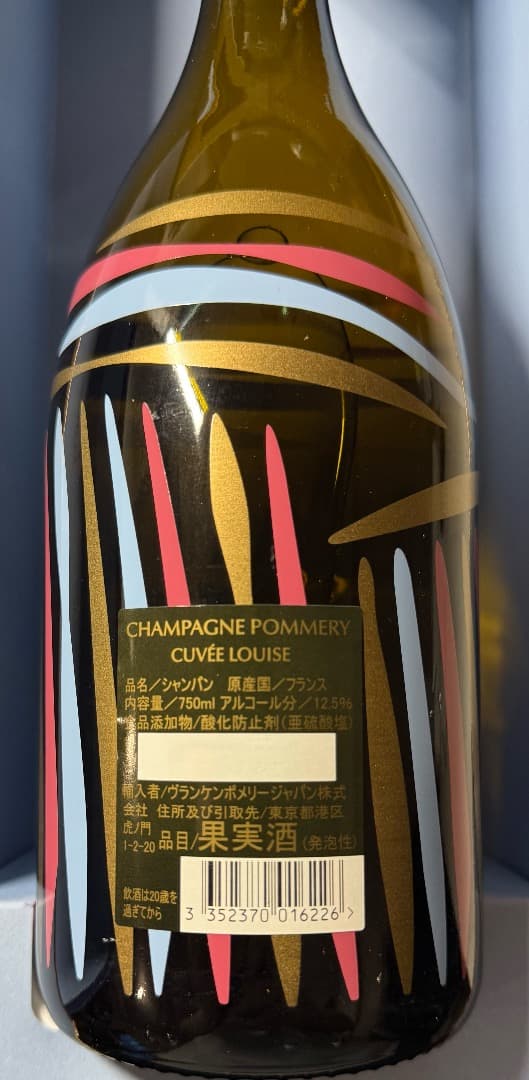 CHAMPAGNE POMMERY
CUVÉE LOUISE
品名／シャンパン 原産国／フランス
内容量／750ml アルコール分／12.5%
食品添加物／酸化防止剤（亜硫酸塩）
輸入者／ヴランケンポメリージャパン株式
会社 住所及び引取先／東京都港区
虎ノ門
1-2-20 品目/果実酒（発泡性）
飲酒は20歳を
過ぎてから
3 352370 016226 >